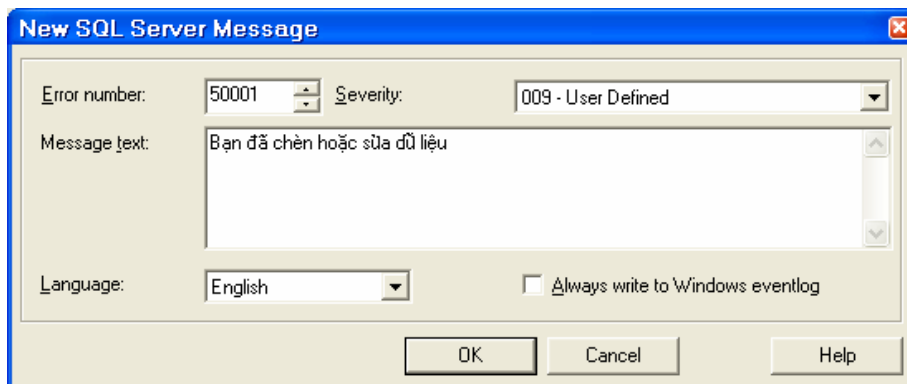 New SQL Server Message
Error number: 50001 Severity: 009 - User Defined
Message text: Bạn đã chèn hoặc sửa dữ liệu
Language: English Always write to Windows eventlog
OK Cancel Help